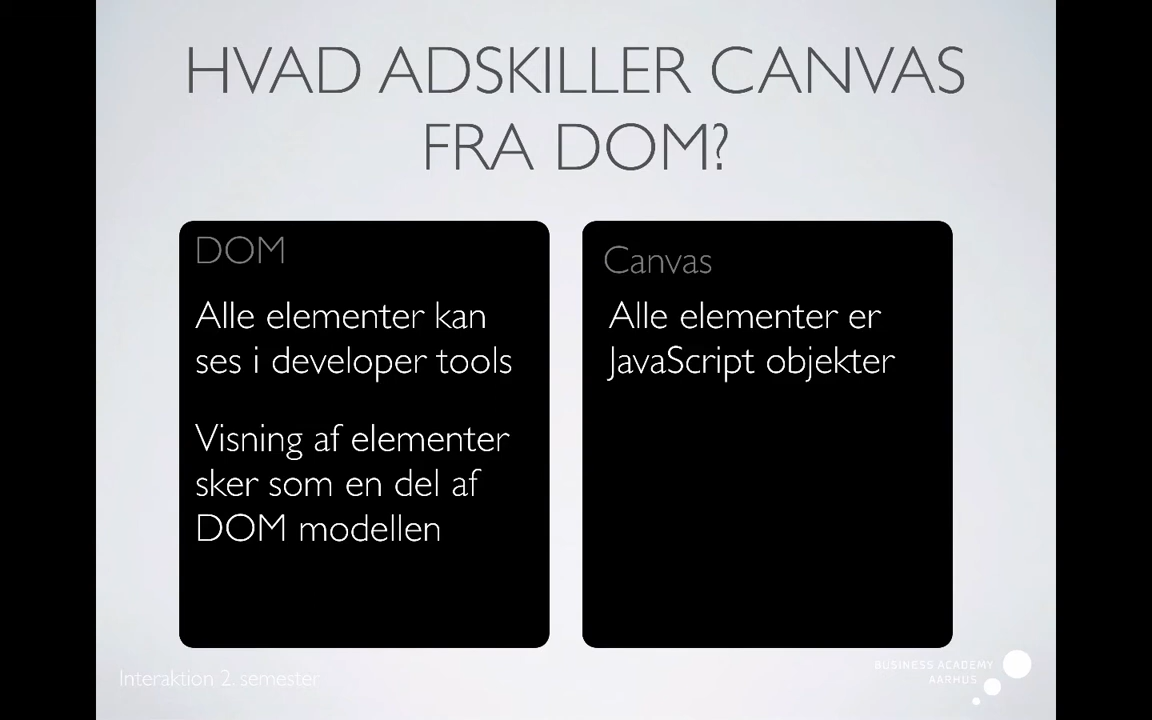 HVAD ADSKILLER CANVAS
FRA DOM?
DOM
Alle elementer kan
ses i developer tools
Visning af elementer
sker som en del af
DOM modellen
Canvas
Alle elementer er
JavaScript objekter
Interaktion 2. semester
BUSINESS ACADEMY
AARHUS